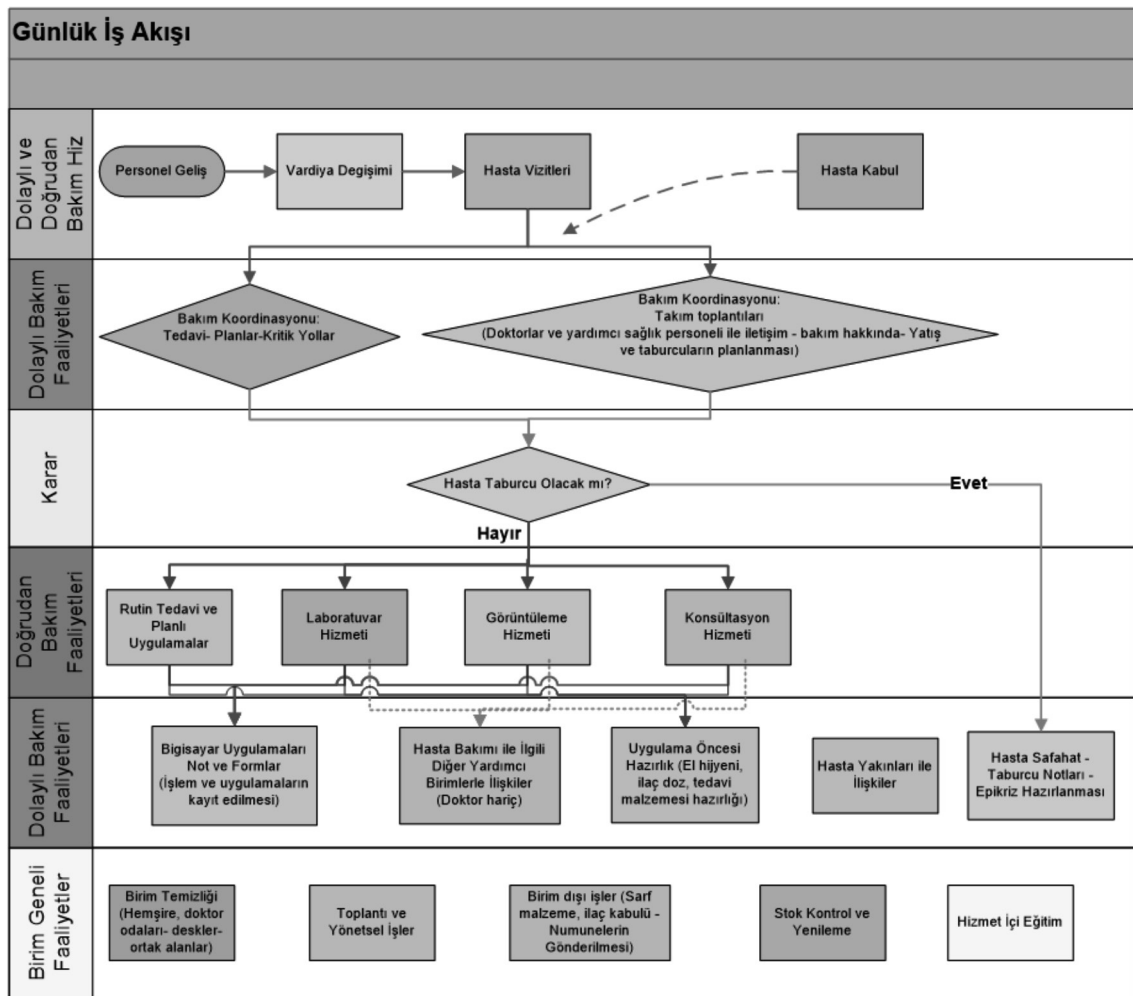 Günlük İş Akışı
Dolaylı ve
Doğrudan
Bakım Hiz
Personel Geliş
Vardiya Degişimi
Hasta Vizitleri
Hasta Kabul
Dolaylı Bakım
Faaliyetleri
Bakım Koordinasyonu:
Tedavi- Planlar-Kritik Yollar
Bakım Koordinasyonu:
Takım toplantıları
(Doktorlar ve yardımcı sağlık personeli ile iletişim - bakım hakkında- Yatış
ve taburcuların planlanması)
Karar
Hasta Taburcu Olacak mı?
Evet
Hayır
Doğrudan
Bakım
Faaliyetleri
Rutin Tedavi ve
Planlı
Uygulamalar
Laboratuvar
Hizmeti
Görüntüleme
Hizmeti
Konsültasyon
Hizmeti
Dolaylı Bakım
Faaliyetleri
Bigisayar Uygulamaları
Not ve Formlar
(İşlem ve uygulamaların
kayıt edilmesi)
Hasta Bakımı ile İlgili
Diğer Yardımcı
Birimlerle İlişkiler
(Doktor hariç)
Uygulama Öncesi
Hazırlık (El hijyeni,
ilaç doz, tedavi
malzemesi hazırlığı)
Hasta Yakınları ile
İlişkiler
Hasta Safahat -
Taburcu Notları -
Epikriz Hazırlanması
Birim Geneli
Faaliyetler
Birim Temizliği
(Hemşire, doktor
odaları- deskler-
ortak alanlar)
Toplantı ve
Yönetsel İşler
Birim dışı işler (Sarf
malzeme, ilaç kabülü -
Numunelerin
Gönderilmesi)
Stok Kontrol ve
Yenileme
Hizmet İçi Eğitim